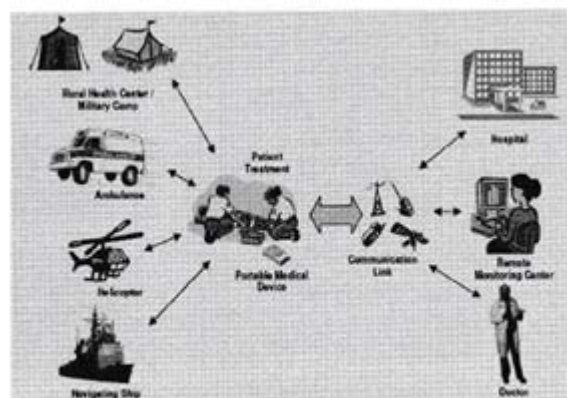 Rural Health Center /
Military Camp
Hospital
Patient
Treatment
Ambulance
Communication
Link
Remote
Monitoring Center
Portable Medical
Device
Helicopter
Navigating Ship
Doctor